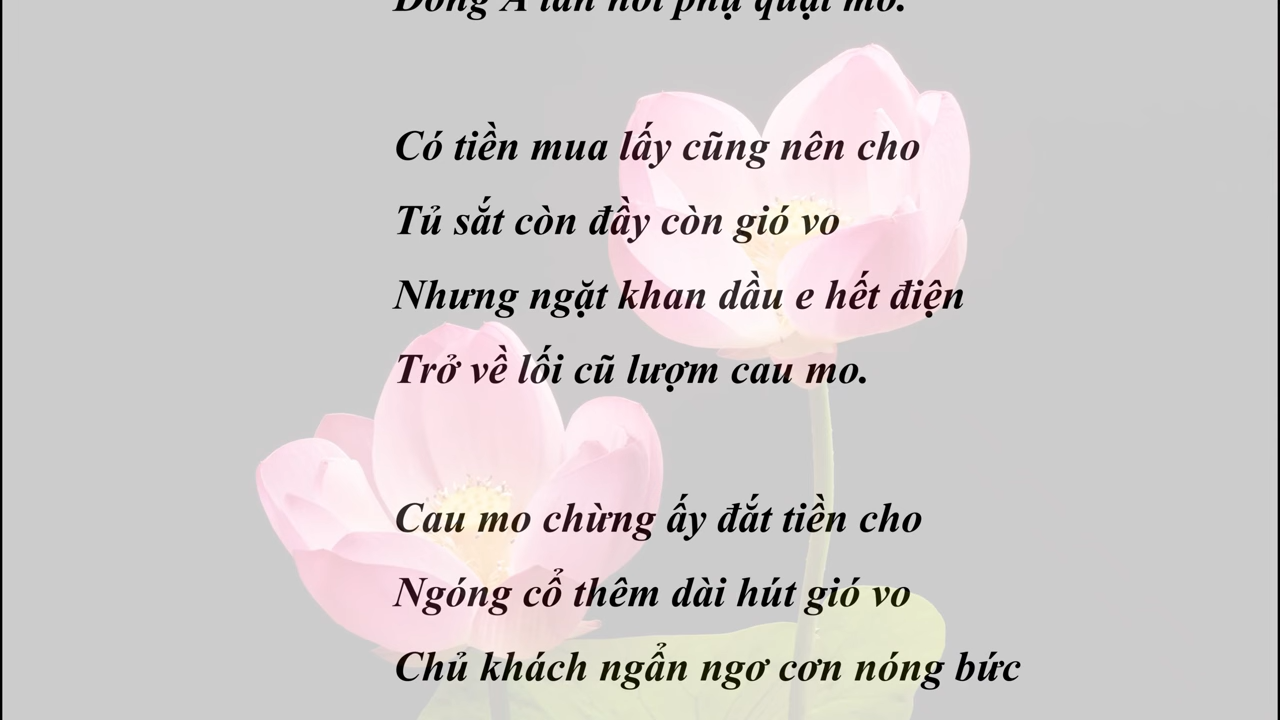 Có tiền mua lấy cũng nên cho
Tủ sắt còn đầy còn gió vo
Nhưng ngặt khan dầu e hết điện
Trở về lối cũ lượm cau mo.
Cau mo chừng ấy đắt tiền cho
Ngóng cổ thêm dài hút gió vo
Chủ khách ngẩn ngơ cơn nóng bức